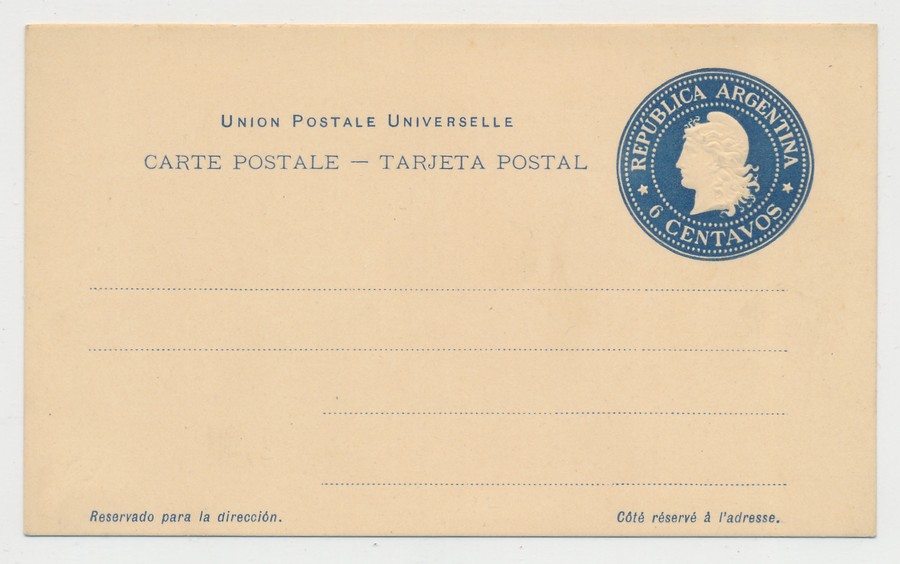 UNION POSTALE UNIVERSELLE
CARTE POSTALE — TARJETA POSTAL
REPUBLICA ARGENTINA
6 CENTAVOS
Reservado para la dirección.
Côté réservé à l'adresse.